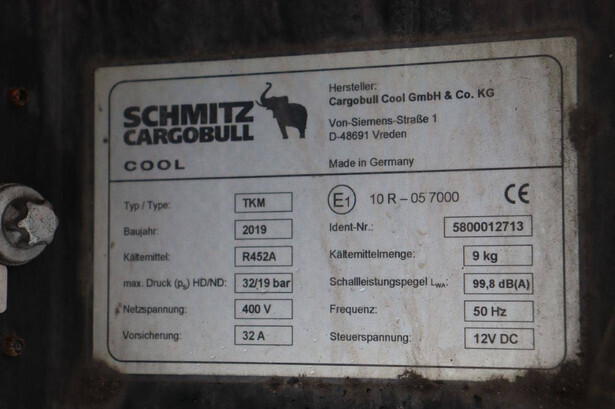 SCHMITZ
CARGOBULL
COOL
Hersteller:
Cargobull Cool GmbH & Co. KG
Von-Siemens-Straße 1
D-48691 Vreden
Made in Germany
Typ / Type: TKM
E1 10 R – 05 7000 CE
Baujahr: 2019
Ident-Nr.: 5800012713
Kältemittel: R452A
Kältemittelmenge: 9 kg
max. Druck (ps) HD/ND: 32/19 bar
Schallleistungspegel LWA: 99,8 dB(A)
Netzspannung: 400 V
Frequenz: 50 Hz
Vorsicherung: 32 A
Steuerspannung: 12V DC